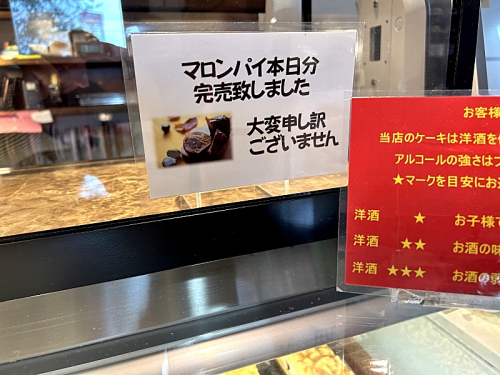 マロンパイ本日分
完売致しました
大変申し訳
ございません
お客様
当店のケーキは洋酒を
アルコールの強さは
★マークを目安にお
洋酒 ★ お子様で
洋酒 ★★ お酒の味
洋酒 ★★★ お酒の